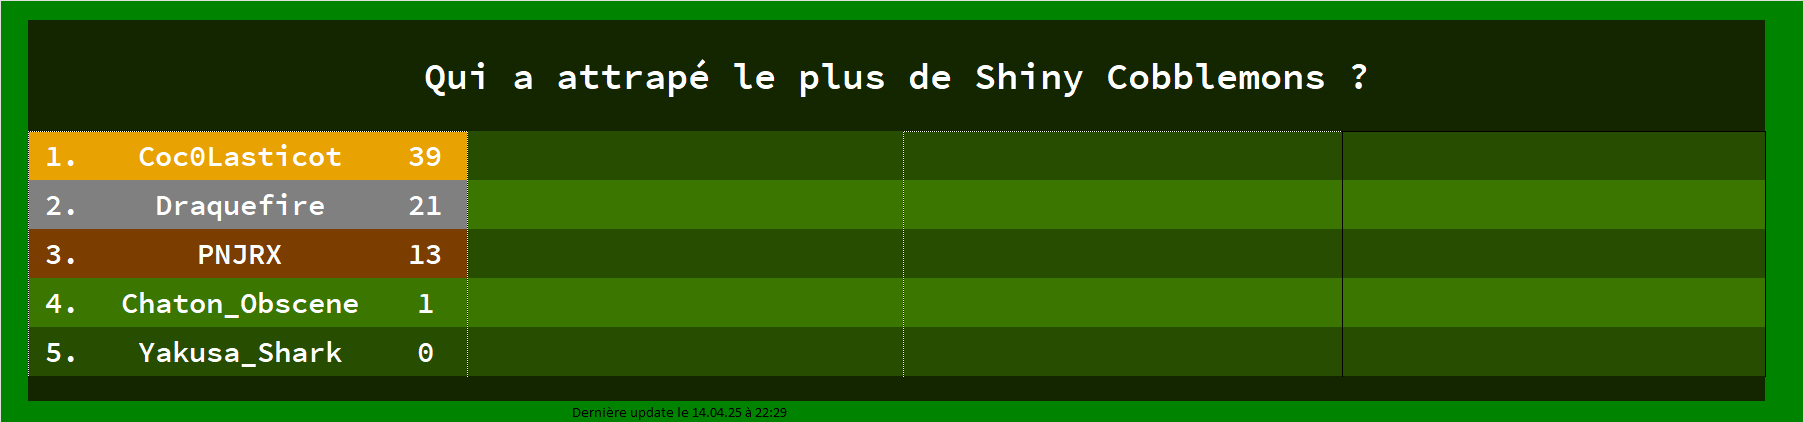 Qui a attrapé le plus de Shiny Cobblemons ?
1. Coc0Lasticot 39
2. Draquefire 21
3. PNJRX 13
4. Chaton_Obscene 1
5. Yakusa_Shark 0
Dernière update le 14.04.25 à 22:29